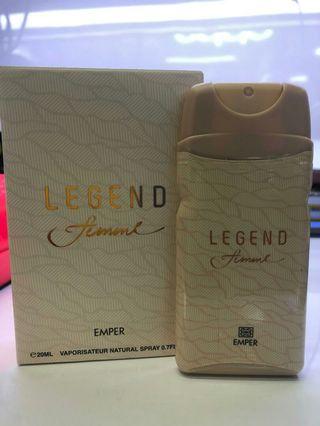 LEGEND
femme
EMPER
℮20ML VAPORISATEUR NATURAL SPRAY 0.7FL
LEGEND
femme
EMPER